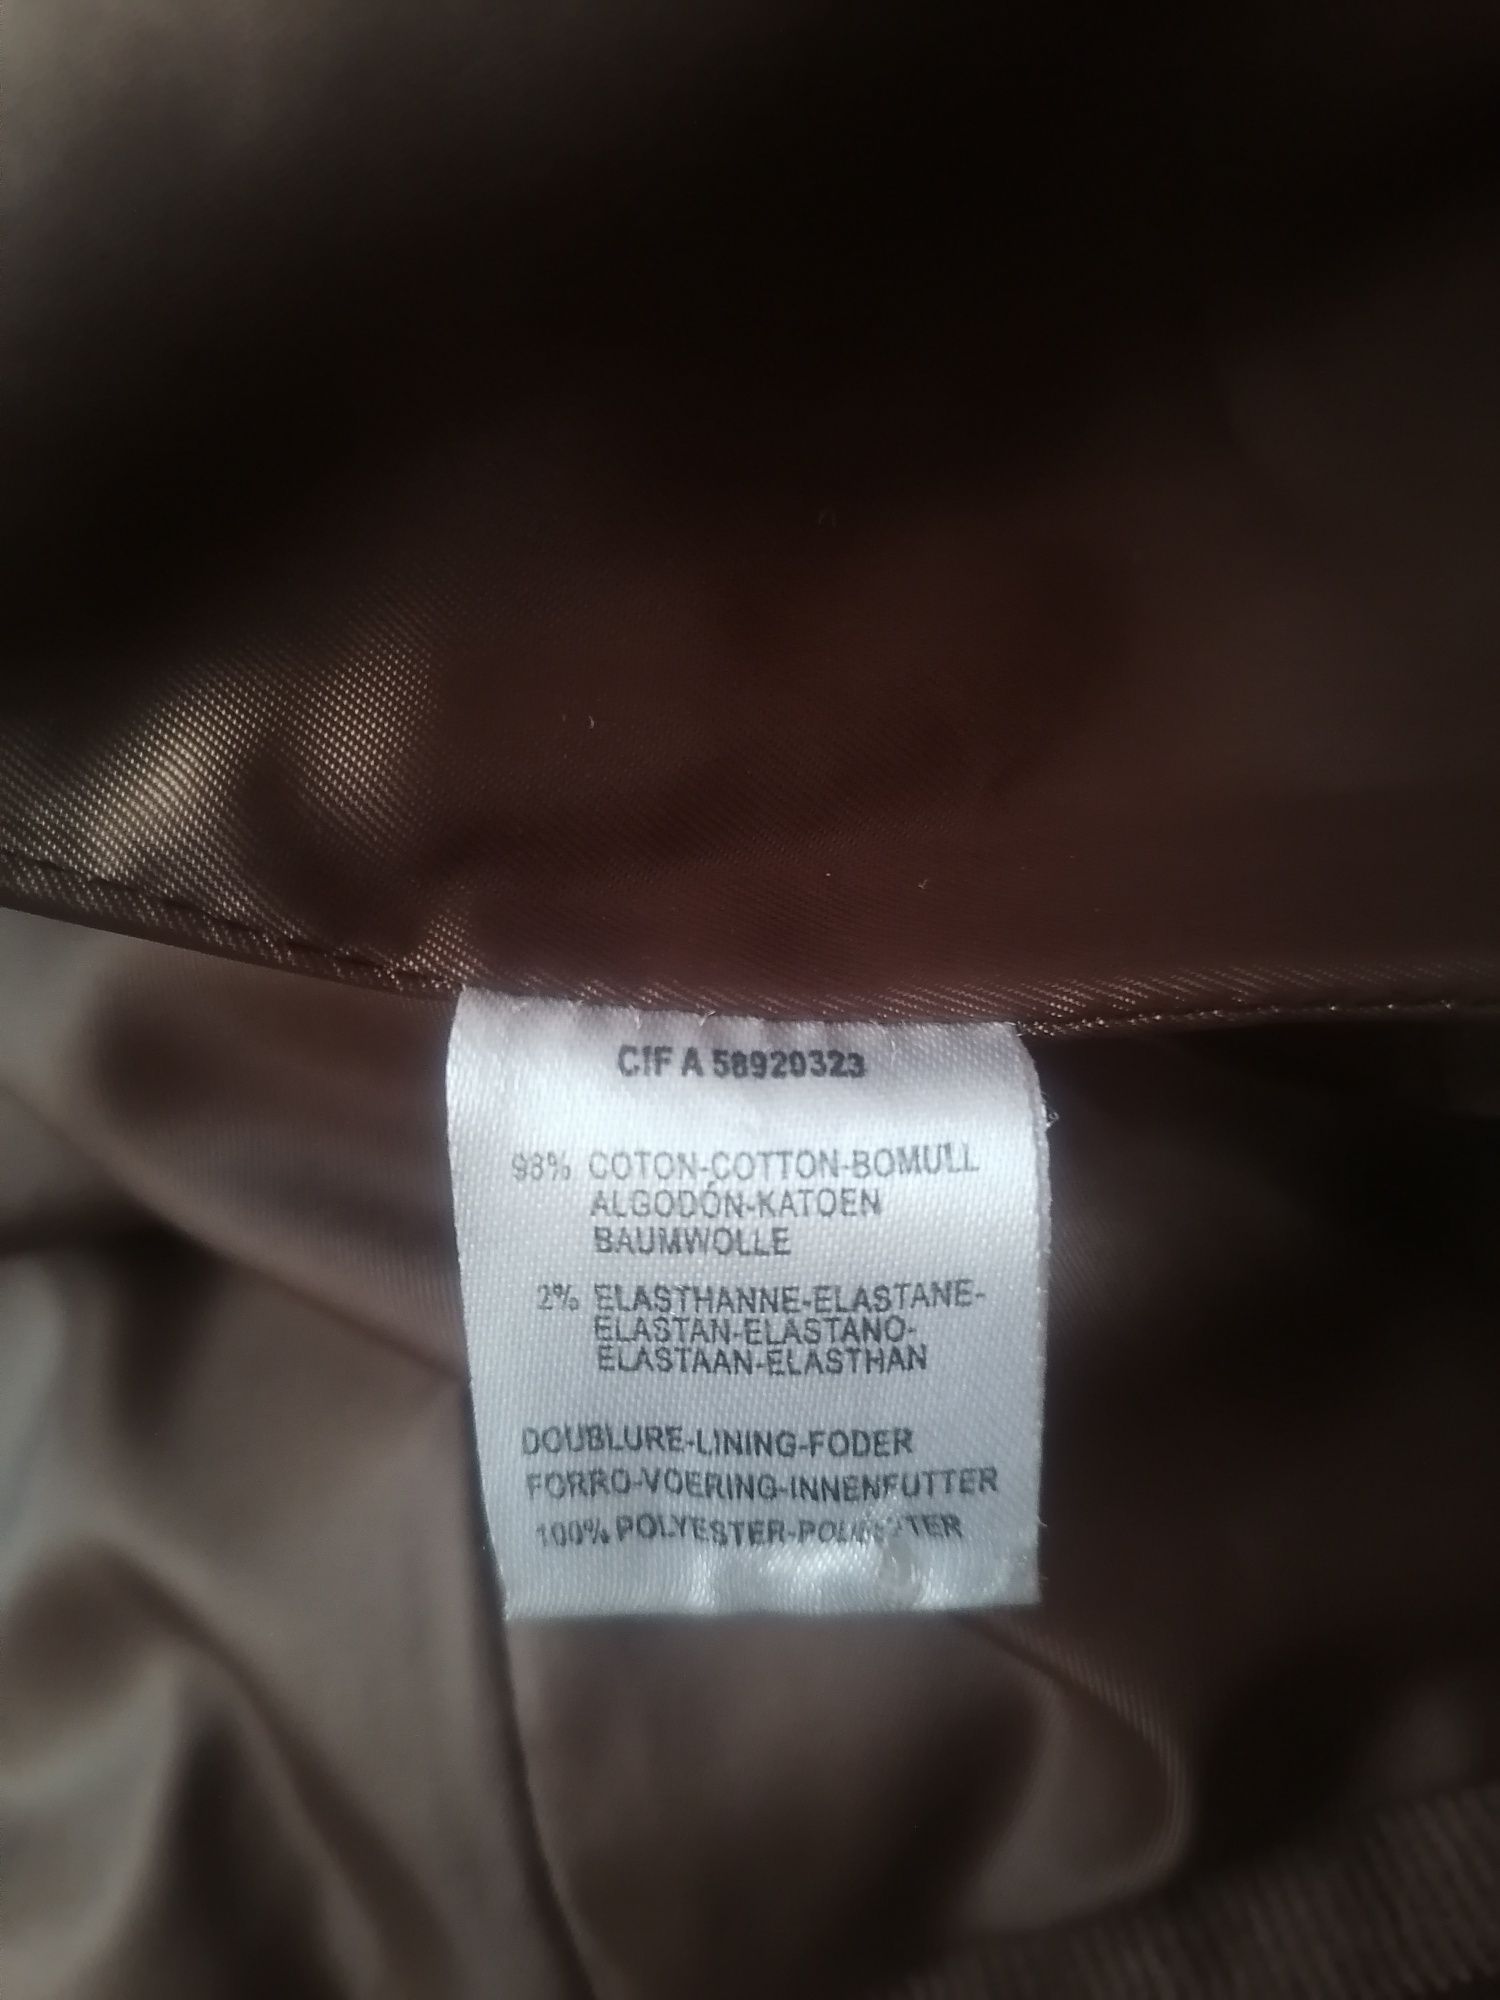 CIF A 58920323
98% COTON-COTTON-BOMULL
ALGODÓN-KATOEN
BAUMWOLLE
2% ELASTHANNE-ELASTANE-
ELASTAN-ELASTANO-
ELASTAAN-ELASTHAN
DOUBLURE-LINING-FODER
FORRO-VOERING-INNENFUTTER
100% POLYESTER-POLIÉSTER